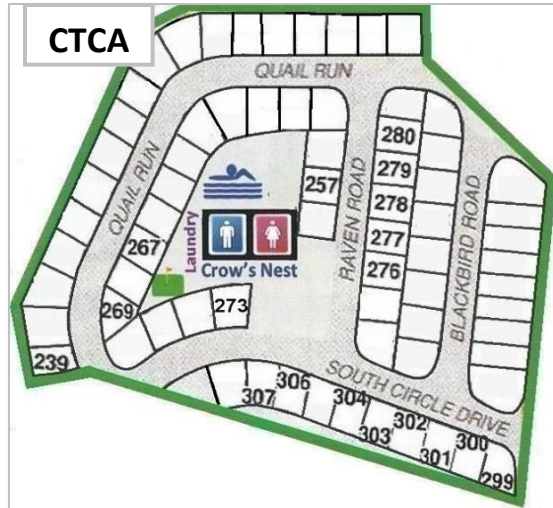 CTCA
QUAIL RUN
QUAIL RUN
280
279
278
277
276
257
RAVEN ROAD
BLACKBIRD ROAD
267
Laundry
Crow's Nest
269
273
239
SOUTH CIRCLE DRIVE
307
306
304
303
302
301
300
299